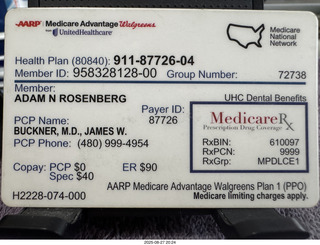 AARP Medicare Advantage Walgreens
from UnitedHealthcare
Medicare National Network
Health Plan (80840): 911-87726-04
Member ID: 958328128-00 Group Number: 72738
Member:
ADAM N ROSENBERG
UHC Dental Benefits
Payer ID:
87726
PCP Name:
BUCKNER, M.D., JAMES W.
PCP Phone: (480) 999-4954
MedicareRx
Prescription Drug Coverage
RxBIN: 610097
RxPCN: 9999
RxGrp: MPDLCE1
Copay: PCP $0 ER $90
Spec $40
AARP Medicare Advantage Walgreens Plan 1 (PPO)
H2228-074-000 Medicare limiting charges apply.
2025-06-27 20:24